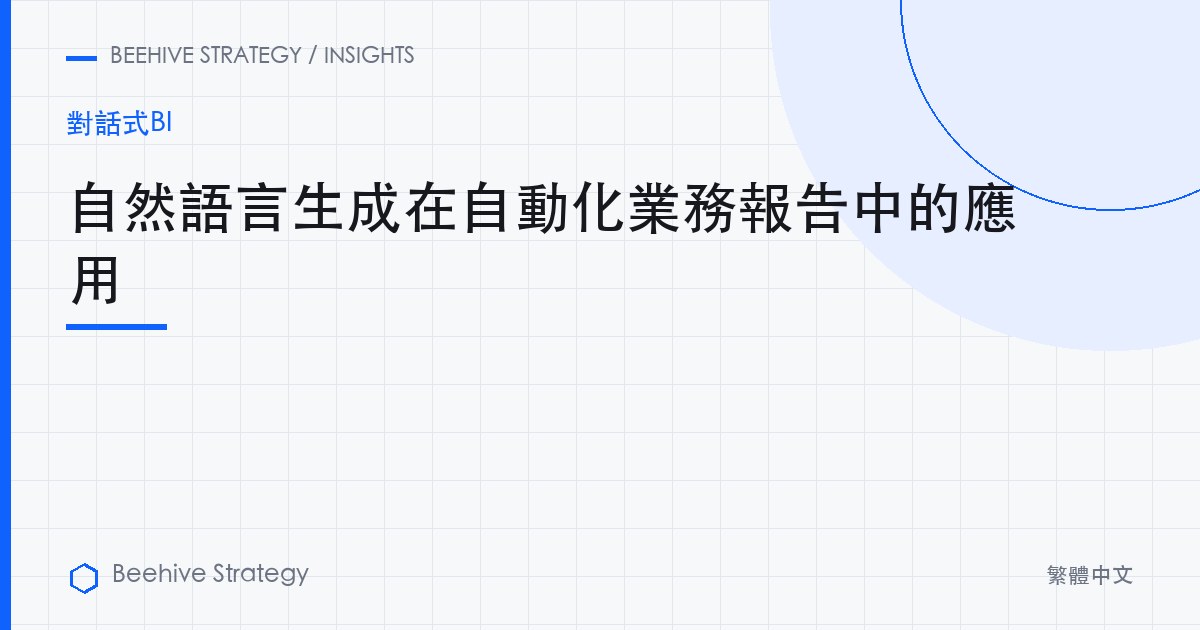 BEEHIVE STRATEGY / INSIGHTS
對話式BI
自然語言生成在自動化業務報告中的應
用
Beehive Strategy
繁體中文